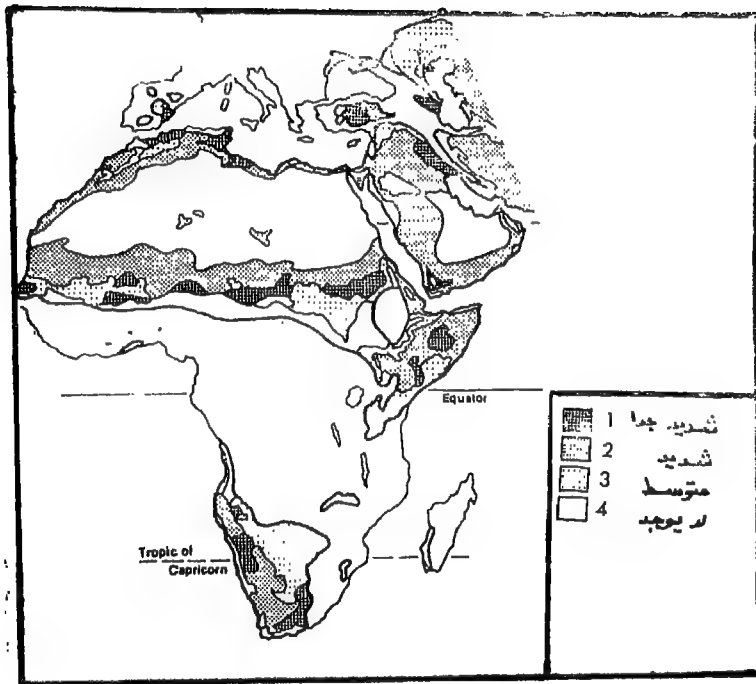 Equator
Tropic of
Capricorn
1 شديد جدا
2 شديد
3 متوسط
4 لا يوجد